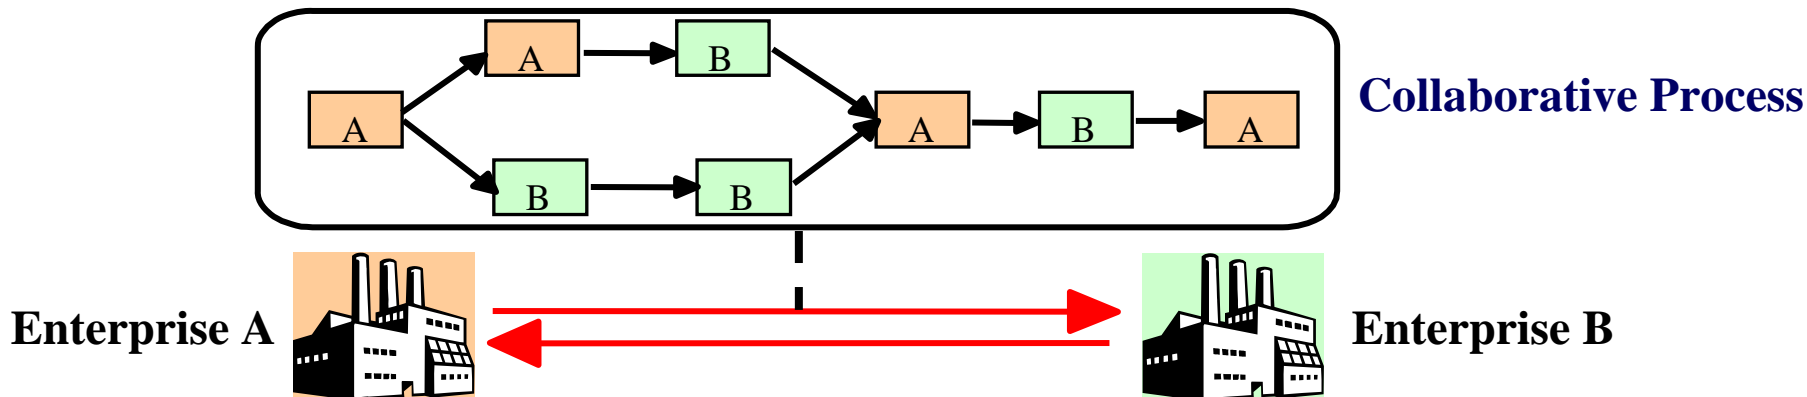 A B
Collaborative Process
A A B A
B B
Enterprise A Enterprise B